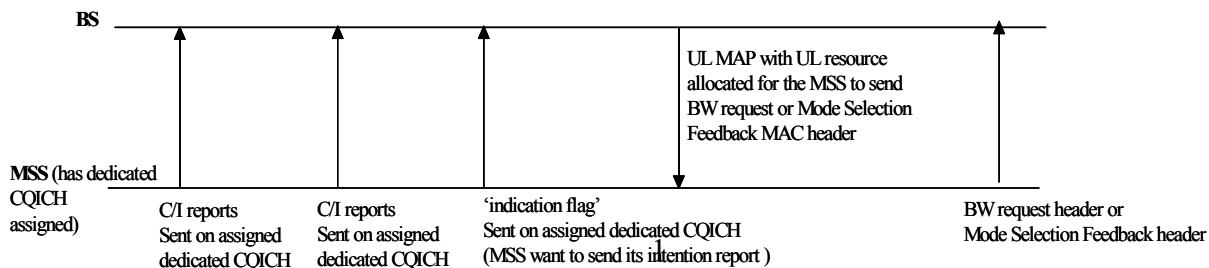 BS
UL MAP with UL resource
allocated for the MSS to send
BW request or Mode Selection
Feedback MAC header
MSS (has dedicated
CQICH
assigned)
C/I reports
Sent on assigned
dedicated CQICH
C/I reports
Sent on assigned
dedicated CQICH
‘indication flag’
Sent on assigned dedicated CQICH
(MSS want to send its intention report )
1
BW request header or
Mode Selection Feedback header